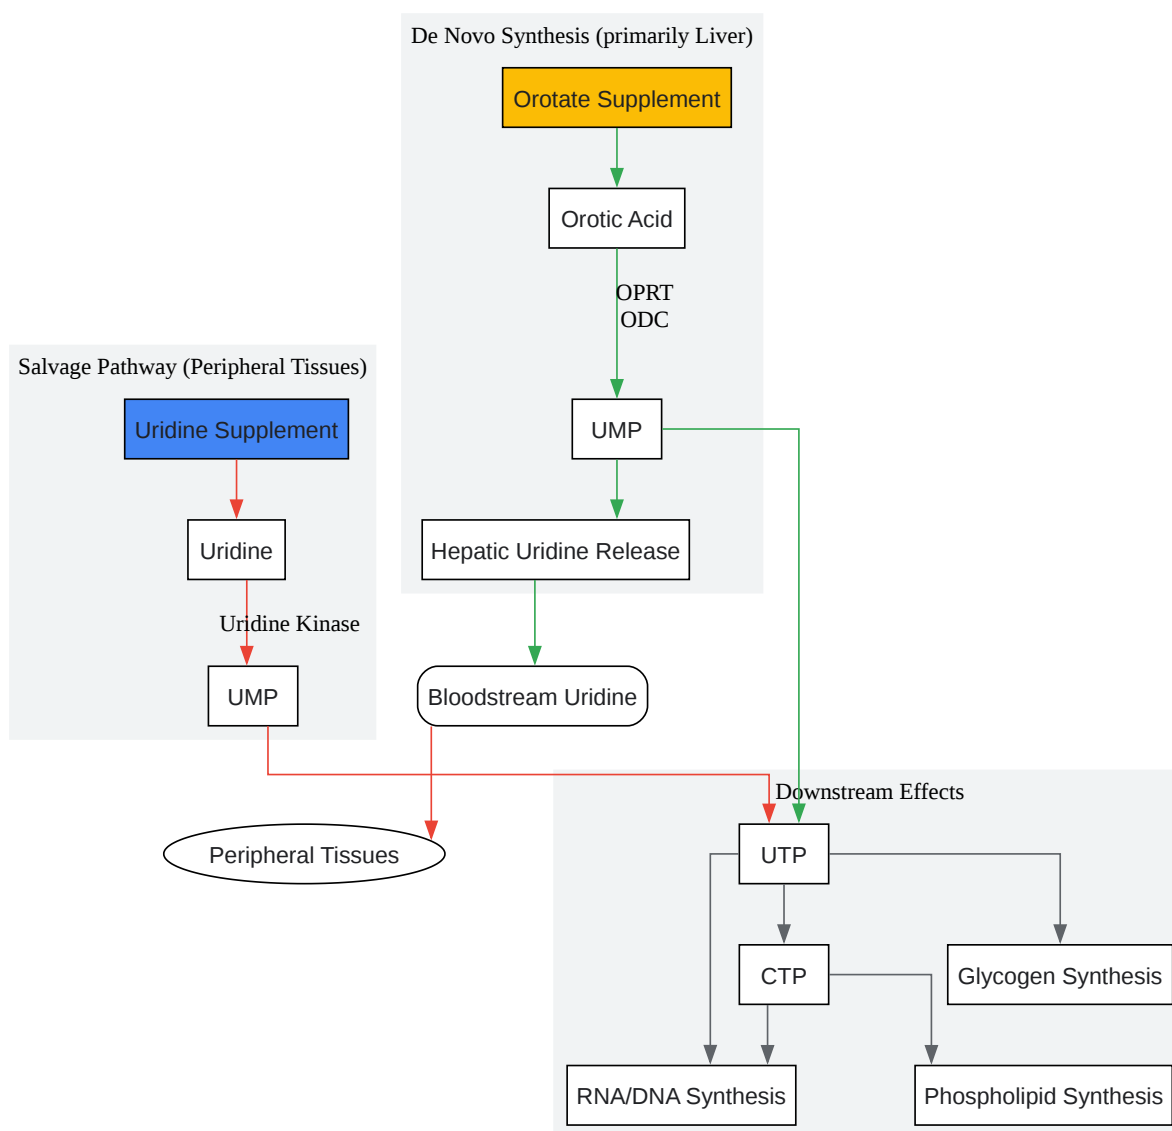 De Novo Synthesis (primarily Liver)
Orotate Supplement
Orotic Acid
OPRT
ODC
UMP
Hepatic Uridine Release
Salvage Pathway (Peripheral Tissues)
Uridine Supplement
Uridine
Uridine Kinase
UMP
Bloodstream Uridine
Peripheral Tissues
Downstream Effects
UTP
CTP
Glycogen Synthesis
RNA/DNA Synthesis
Phospholipid Synthesis